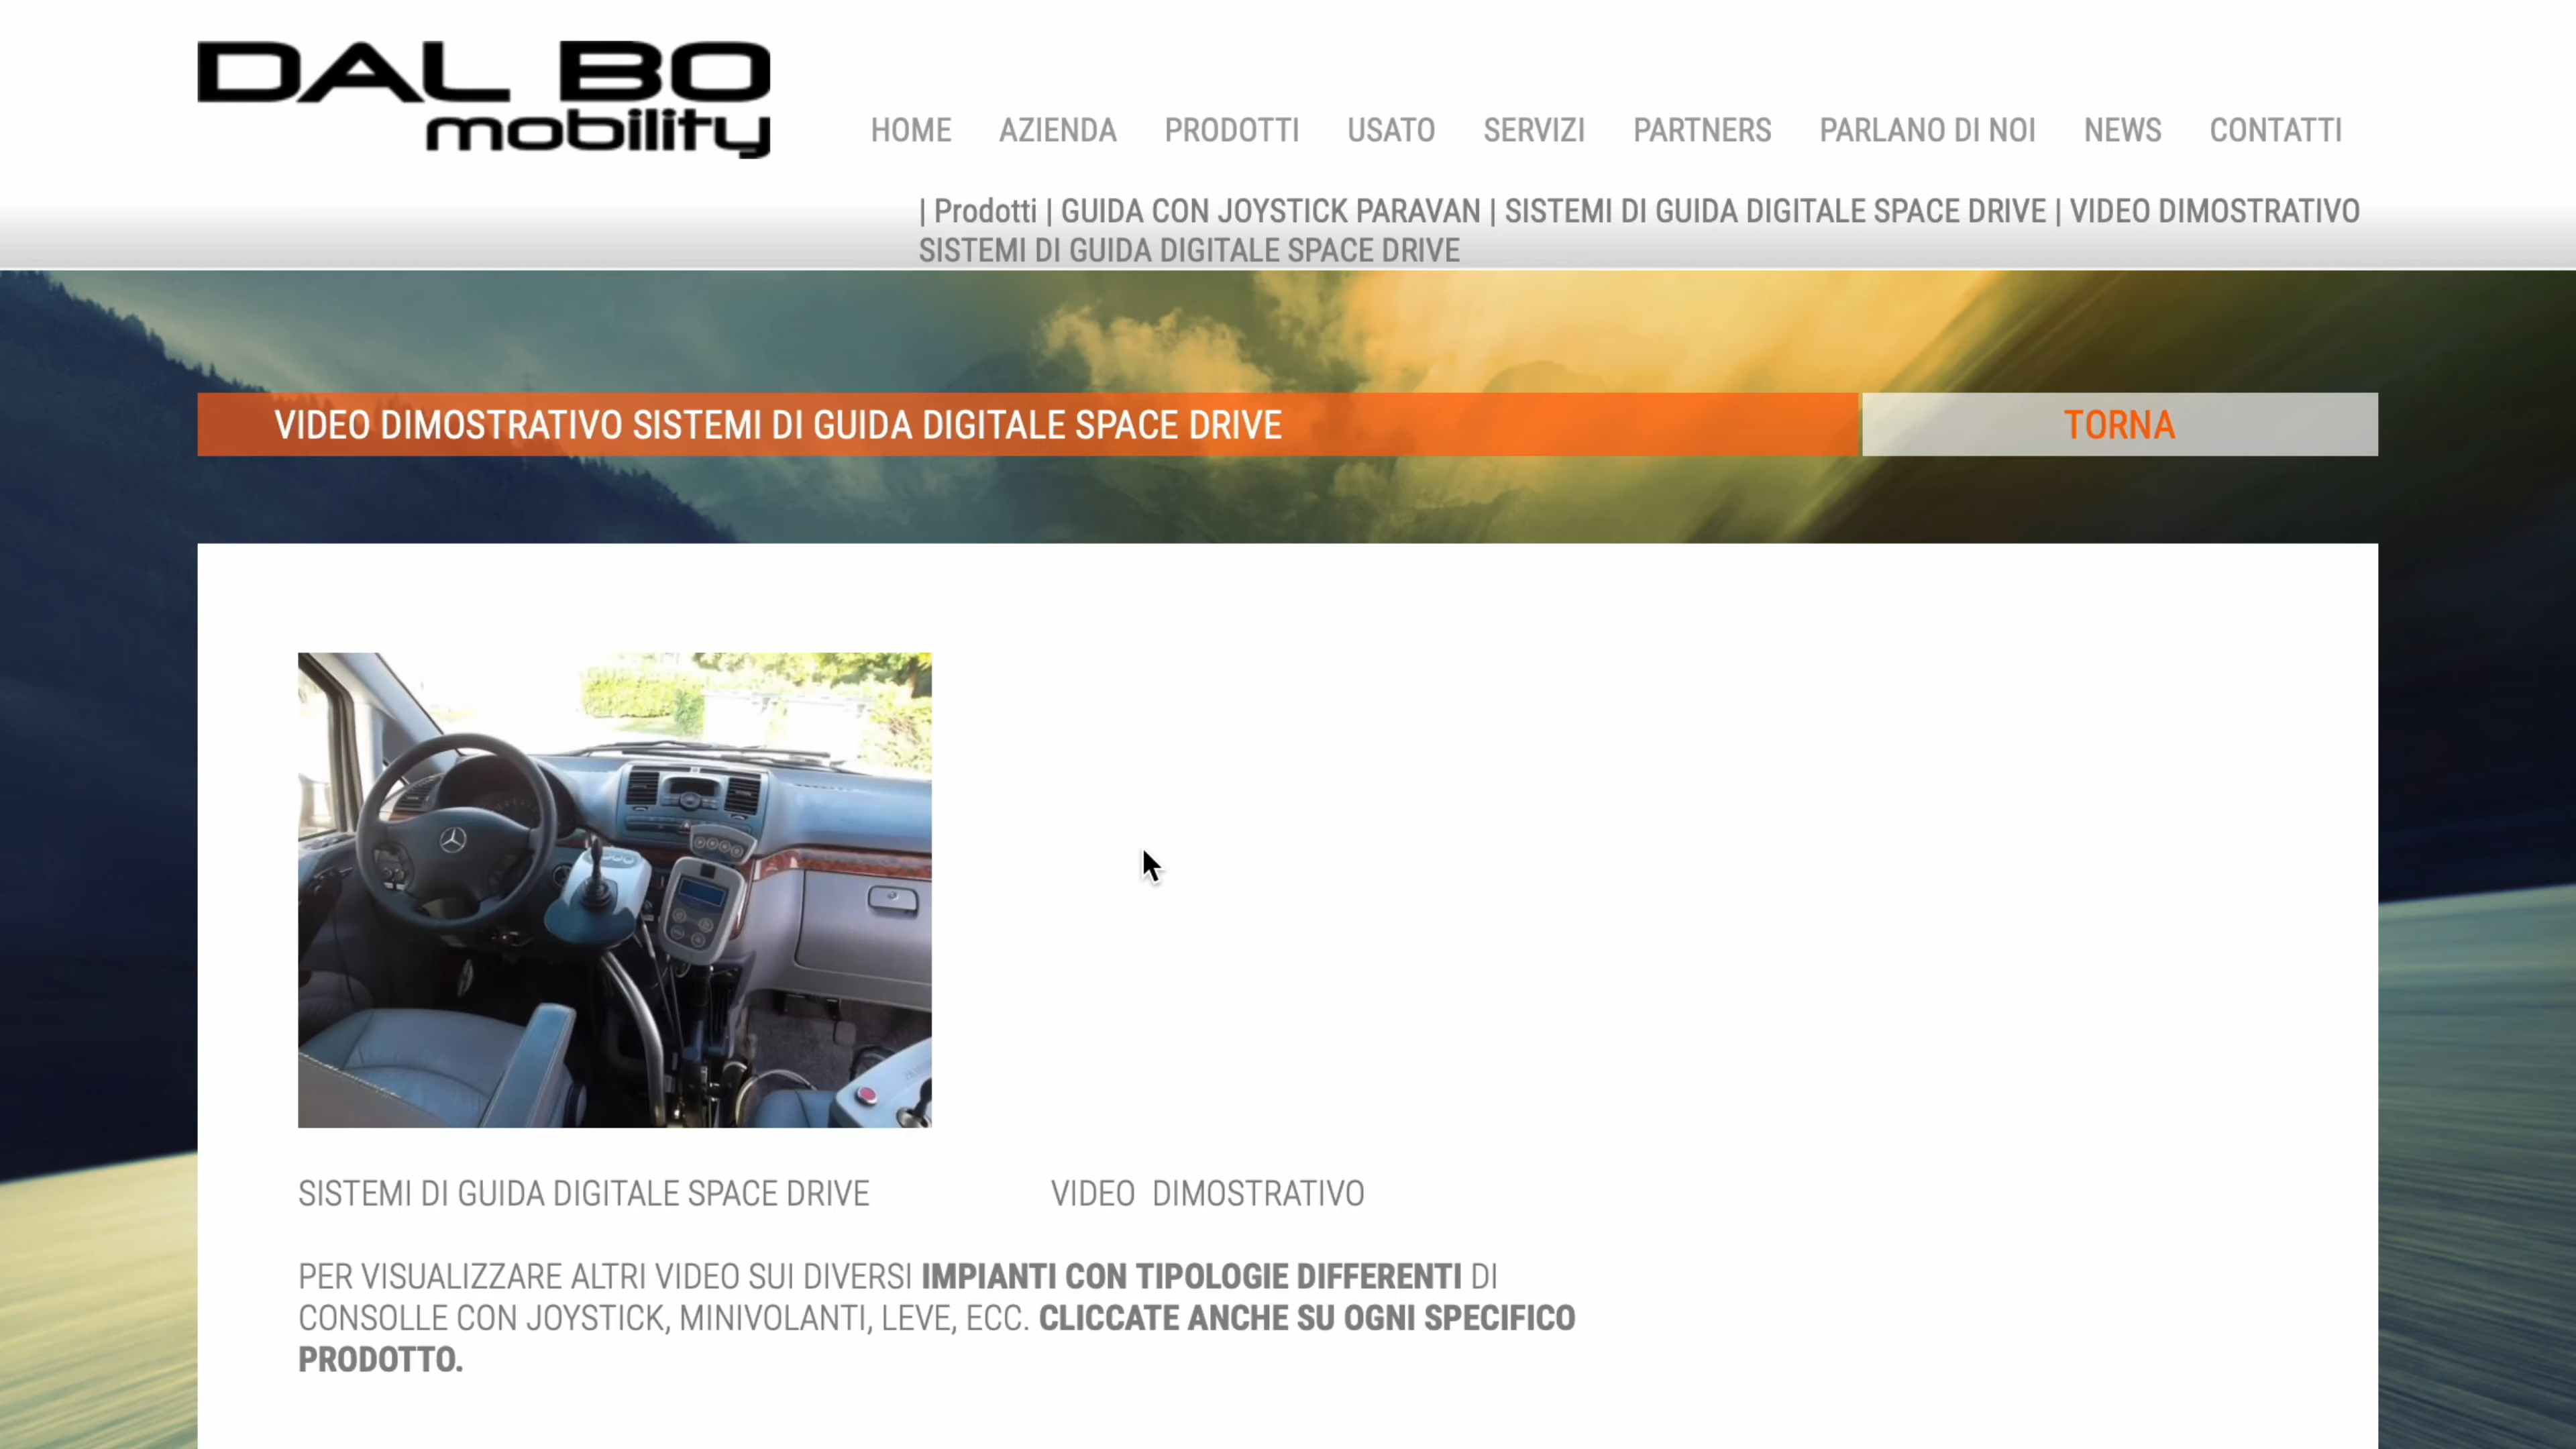 DAL BO
mobility
HOME AZIENDA PRODOTTI USATO SERVIZI PARTNERS PARLANO DI NOI NEWS CONTATTI
| Prodotti | GUIDA CON JOYSTICK PARAVAN | SISTEMI DI GUIDA DIGITALE SPACE DRIVE | VIDEO DIMOSTRATIVO
SISTEMI DI GUIDA DIGITALE SPACE DRIVE
VIDEO DIMOSTRATIVO SISTEMI DI GUIDA DIGITALE SPACE DRIVE TORNA
SISTEMI DI GUIDA DIGITALE SPACE DRIVE VIDEO DIMOSTRATIVO
PER VISUALIZZARE ALTRI VIDEO SUI DIVERSI IMPIANTI CON TIPOLOGIE DIFFERENTI DI
CONSOLLE CON JOYSTICK, MINIVOLANTI, LEVE, ECC. CLICCATE ANCHE SU OGNI SPECIFICO
PRODOTTO.